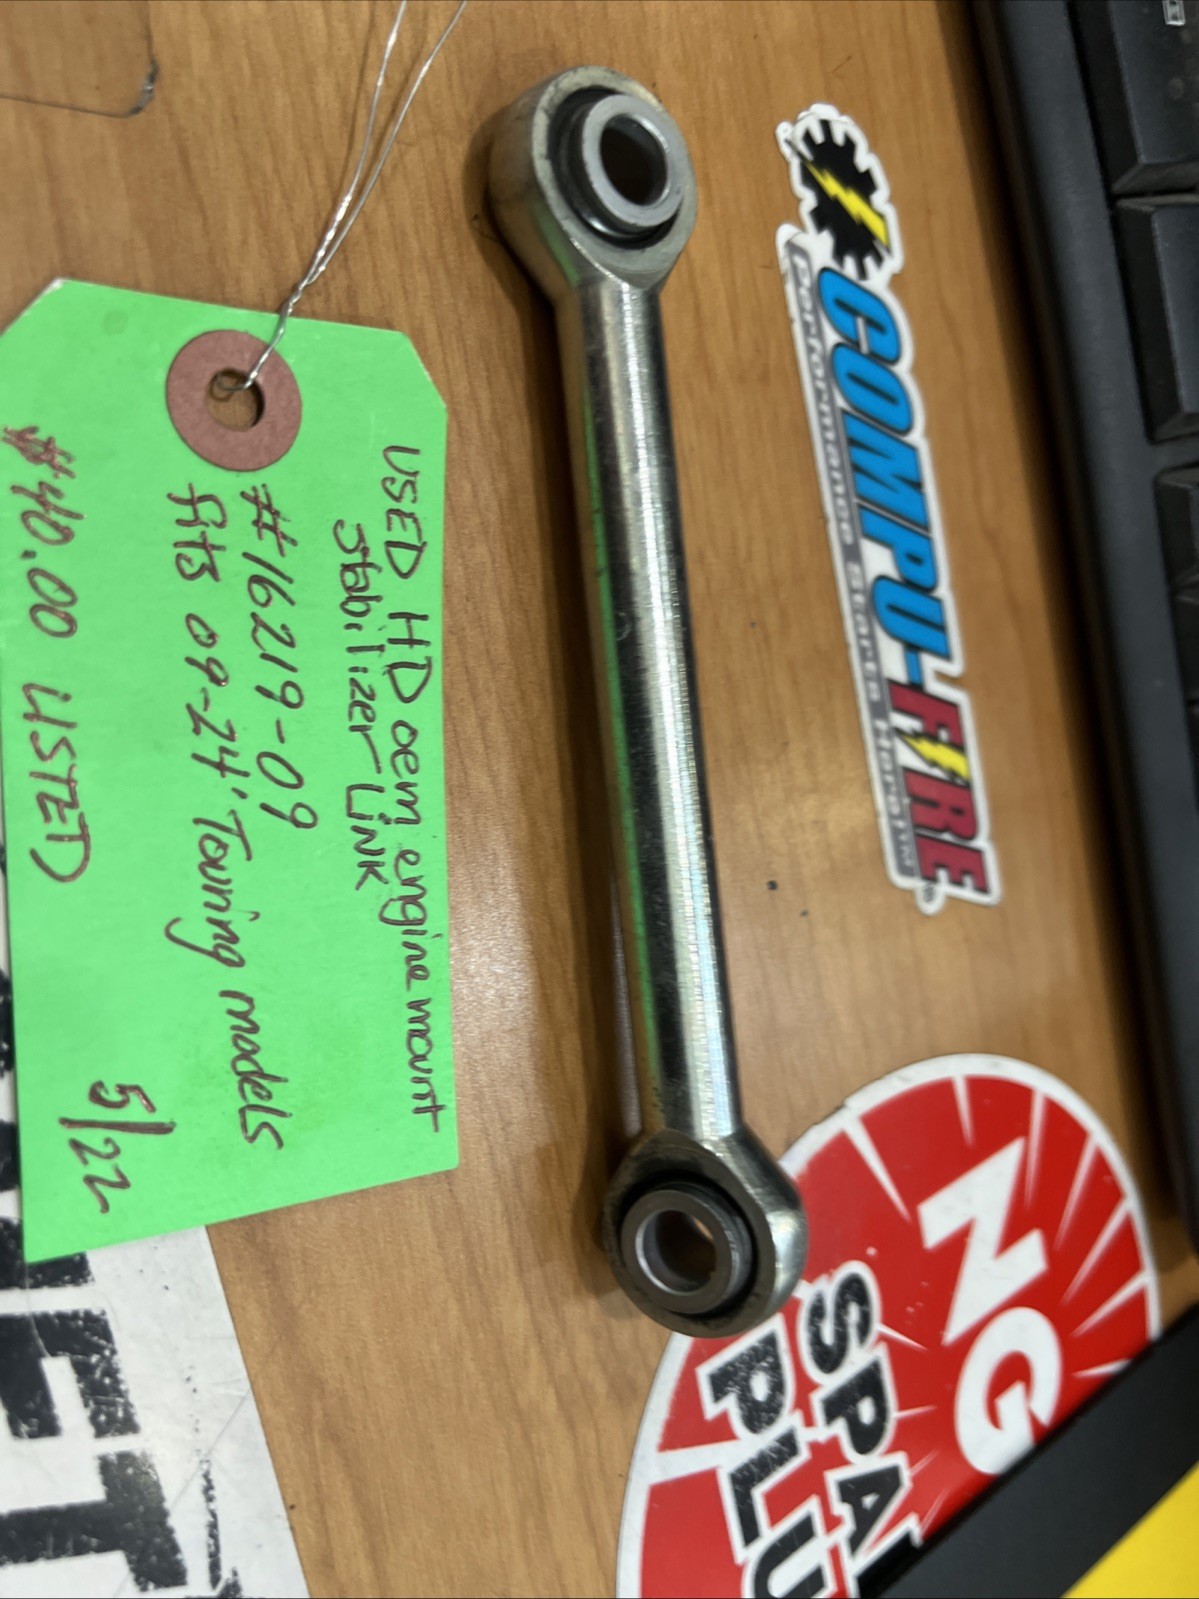 USED HD oem engine mount
Stabilizer Link
#16219-09
fits 09-24' Touring models
$40.00 LISTED
5/22
COMPU-FIRE
Performance Starts Here
NG
SPA
PLU